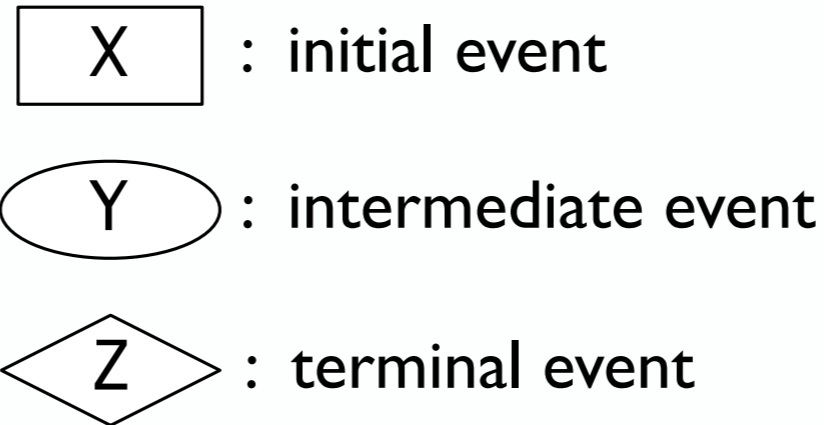 X : initial event
Y : intermediate event
Z : terminal event